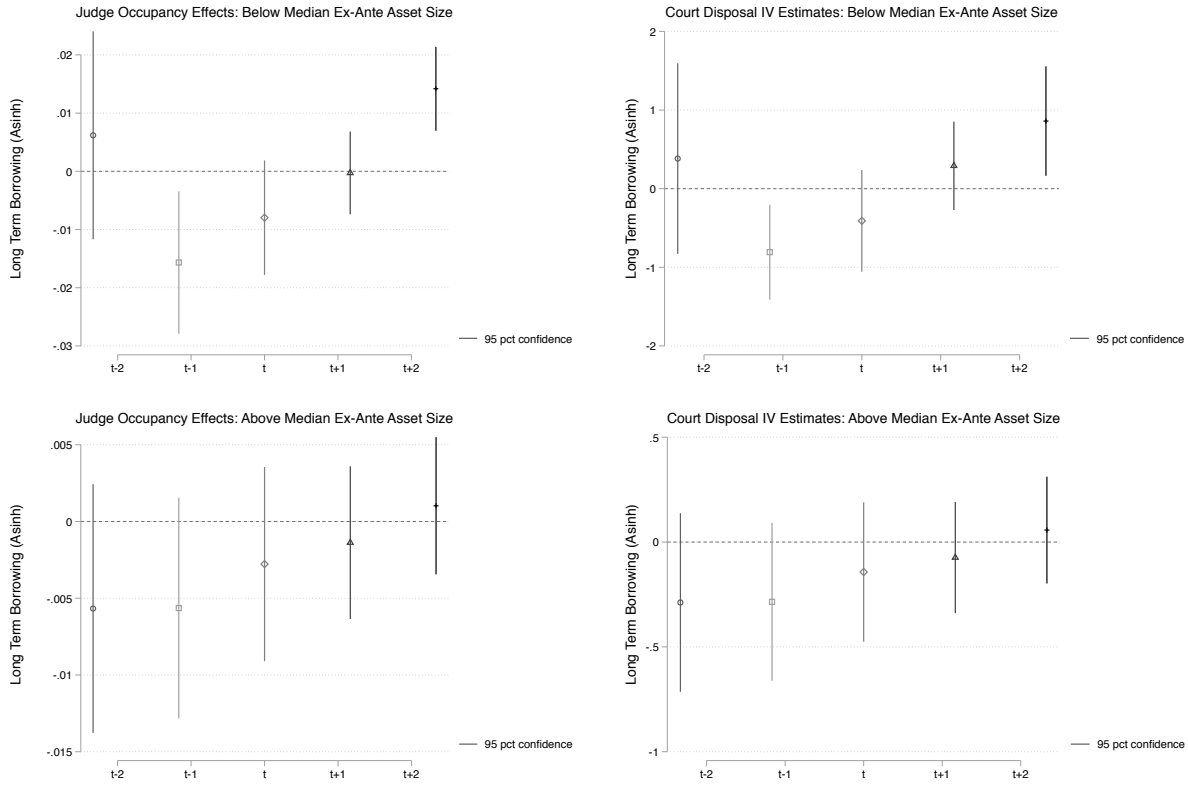 Judge Occupancy Effects: Below Median Ex-Ante Asset Size
Long Term Borrowing (Asinh)
.02
.01
0
-.01
-.02
-.03
t-2 t-1 t t+1 t+2
95 pct confidence
Court Disposal IV Estimates: Below Median Ex-Ante Asset Size
Long Term Borrowing (Asinh)
2
1
0
-1
-2
t-2 t-1 t t+1 t+2
95 pct confidence
Judge Occupancy Effects: Above Median Ex-Ante Asset Size
Long Term Borrowing (Asinh)
.005
0
-.005
-.01
-.015
t-2 t-1 t t+1 t+2
95 pct confidence
Court Disposal IV Estimates: Above Median Ex-Ante Asset Size
Long Term Borrowing (Asinh)
.5
0
-.5
-1
t-2 t-1 t t+1 t+2
95 pct confidence